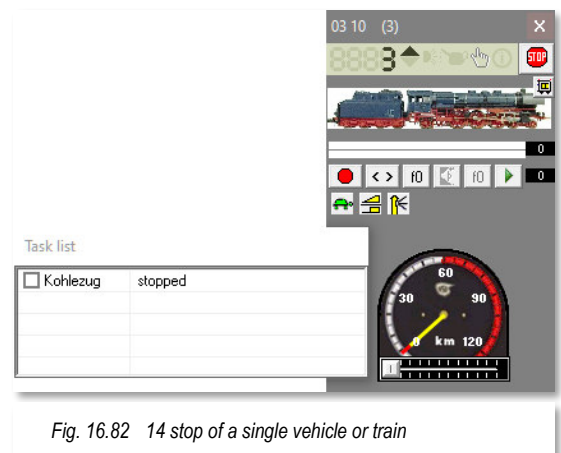 03 10 (3)
3
STOP
0
< > f0 f0 0
Task list
Kohlezug stopped
60
30 90
0 km 120
Fig. 16.82 14 stop of a single vehicle or train